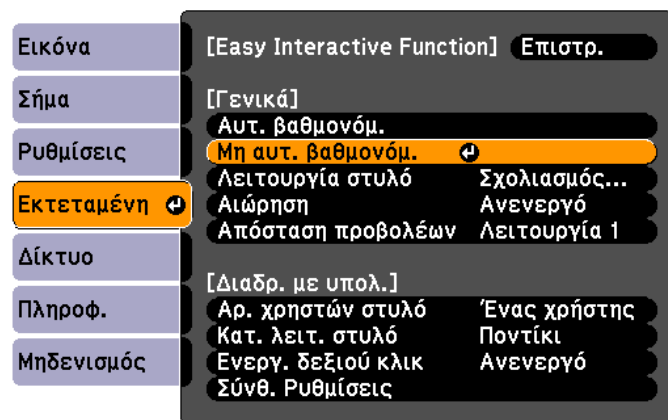 Εικόνα
Σήμα
Ρυθμίσεις
Εκτεταμένη
Δίκτυο
Πληροφ.
Μηδενισμός
[Easy Interactive Function] Επιστρ.
[Γενικά]
Αυτ. βαθμονόμ.
Μη αυτ. βαθμονόμ.
Λειτουργία στυλό Σχολιασμός...
Αιώρηση Ανενεργό
Απόσταση προβολέων Λειτουργία 1
[Διαδρ. με υπολ.]
Αρ. χρηστών στυλό Ένας χρήστης
Κατ. λειτ. στυλό Ποντίκι
Ενεργ. δεξιού κλικ Ανενεργό
Σύνθ. Ρυθμίσεις